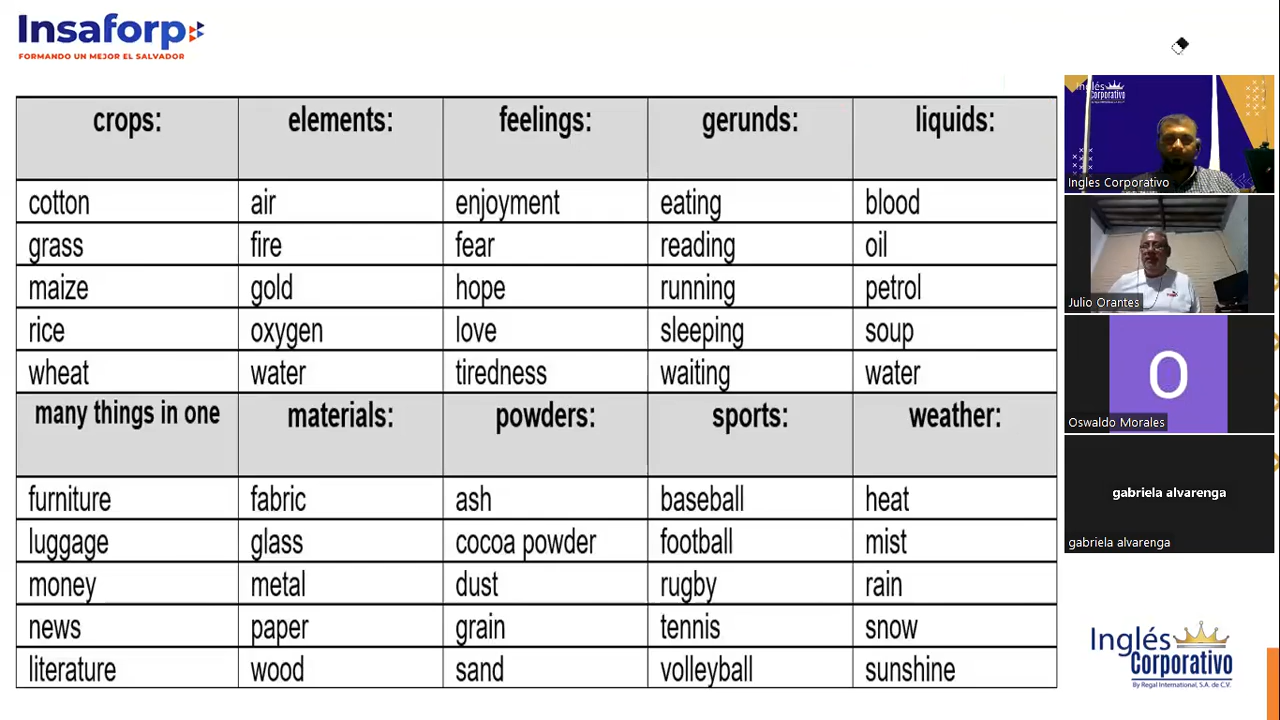 Insaforp
FORMANDO UN MEJOR EL SALVADOR
crops: elements: feelings: gerunds: liquids:
cotton air enjoyment eating blood
grass fire fear reading oil
maize gold hope running petrol
rice oxygen love sleeping soup
wheat water tiredness waiting water
many things in one materials: powders: sports: weather:
furniture fabric ash baseball heat
luggage glass cocoa powder football mist
money metal dust rugby rain
news paper grain tennis snow
literature wood sand volleyball sunshine
Inglés
Corporativo
Ingles Corporativo
Julio Orantes
O
Oswaldo Morales
gabriela alvarenga
gabriela alvarenga
Inglés
Corporativo
By Regal International, S.A. de C.V.